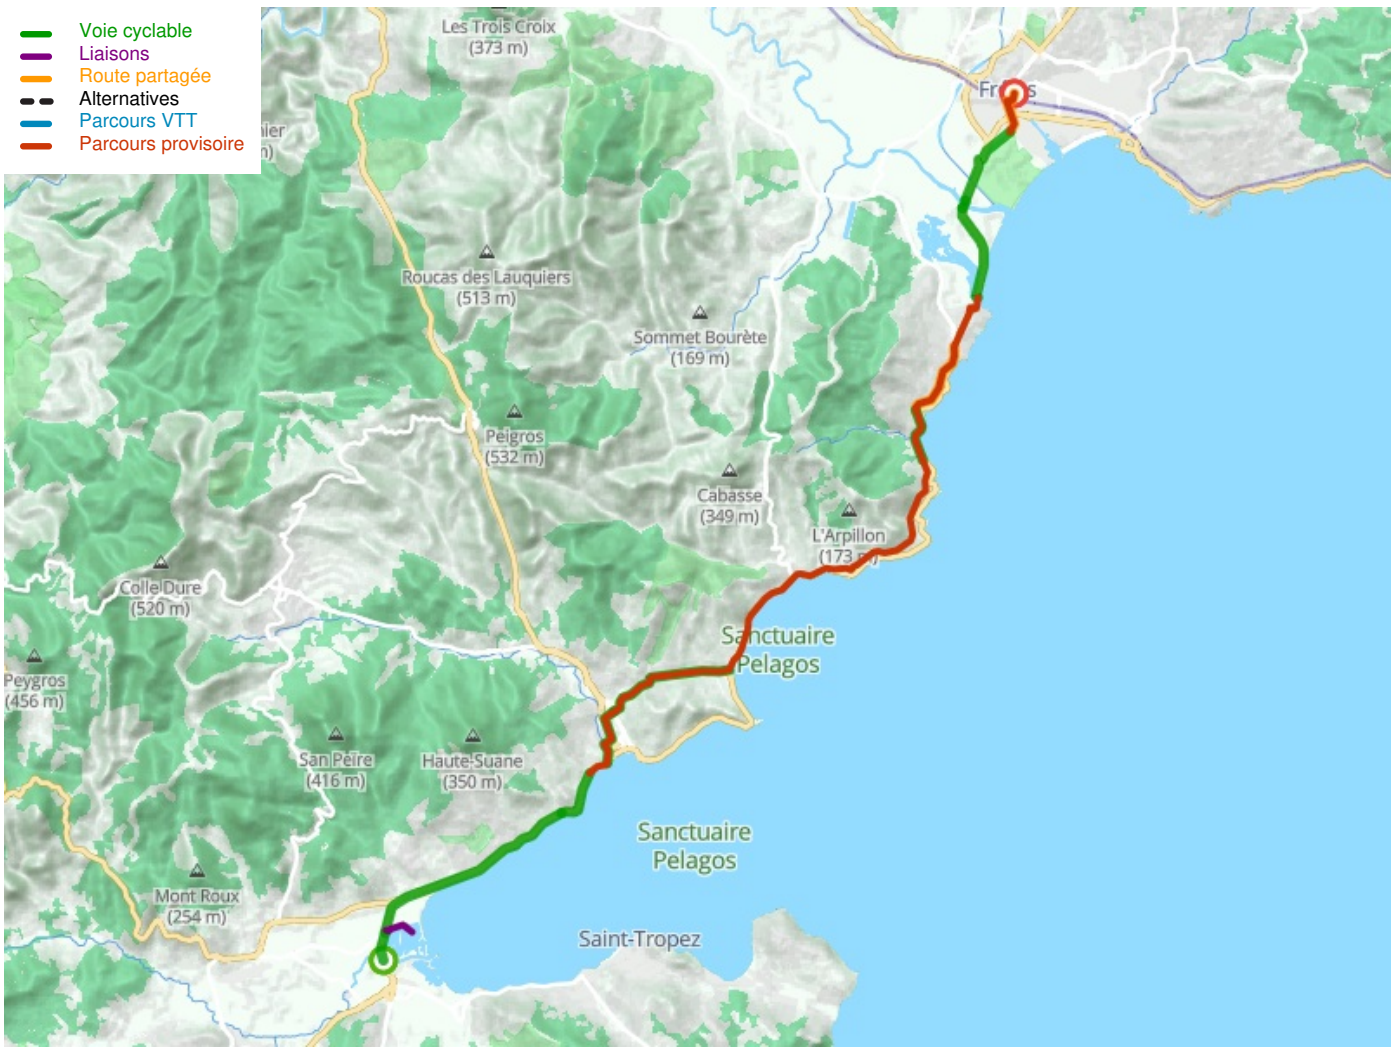 Voie cyclable
Liaisons
Route partagée
Alternatives
Parcours VTT
Parcours provisoire
Les Trois Croix
(373 m)
Roucas des Lauquiers
(513 m)
Sommet Bourète
(169 m)
Peigros
(532 m)
Cabasse
(349 m)
L'Arpillon
(173 m)
Colle Dure
(520 m)
Sanctuaire
Pelagos
Peygros
(456 m)
San Peïre
(416 m)
Haute-Suane
(350 m)
Sanctuaire
Pelagos
Mont Roux
(254 m)
Saint-Tropez